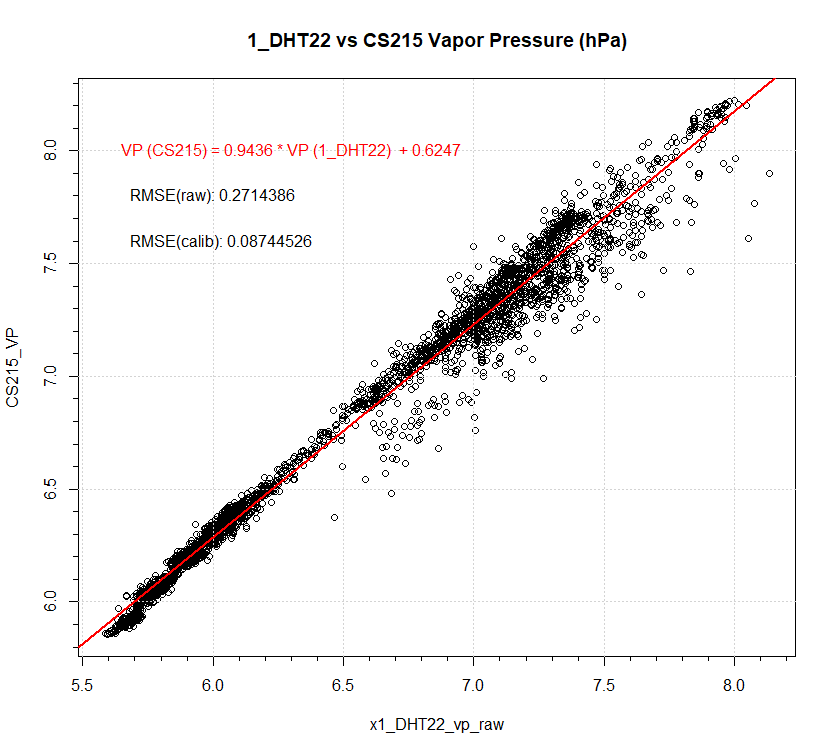 1_DHT22 vs CS215 Vapor Pressure (hPa)
VP (CS215) = 0.9436 * VP (1_DHT22) + 0.6247
RMSE(raw): 0.2714386
RMSE(calib): 0.08744526
CS215_VP
8.0
7.5
7.0
6.5
6.0
5.5 6.0 6.5 7.0 7.5 8.0
x1_DHT22_vp_raw